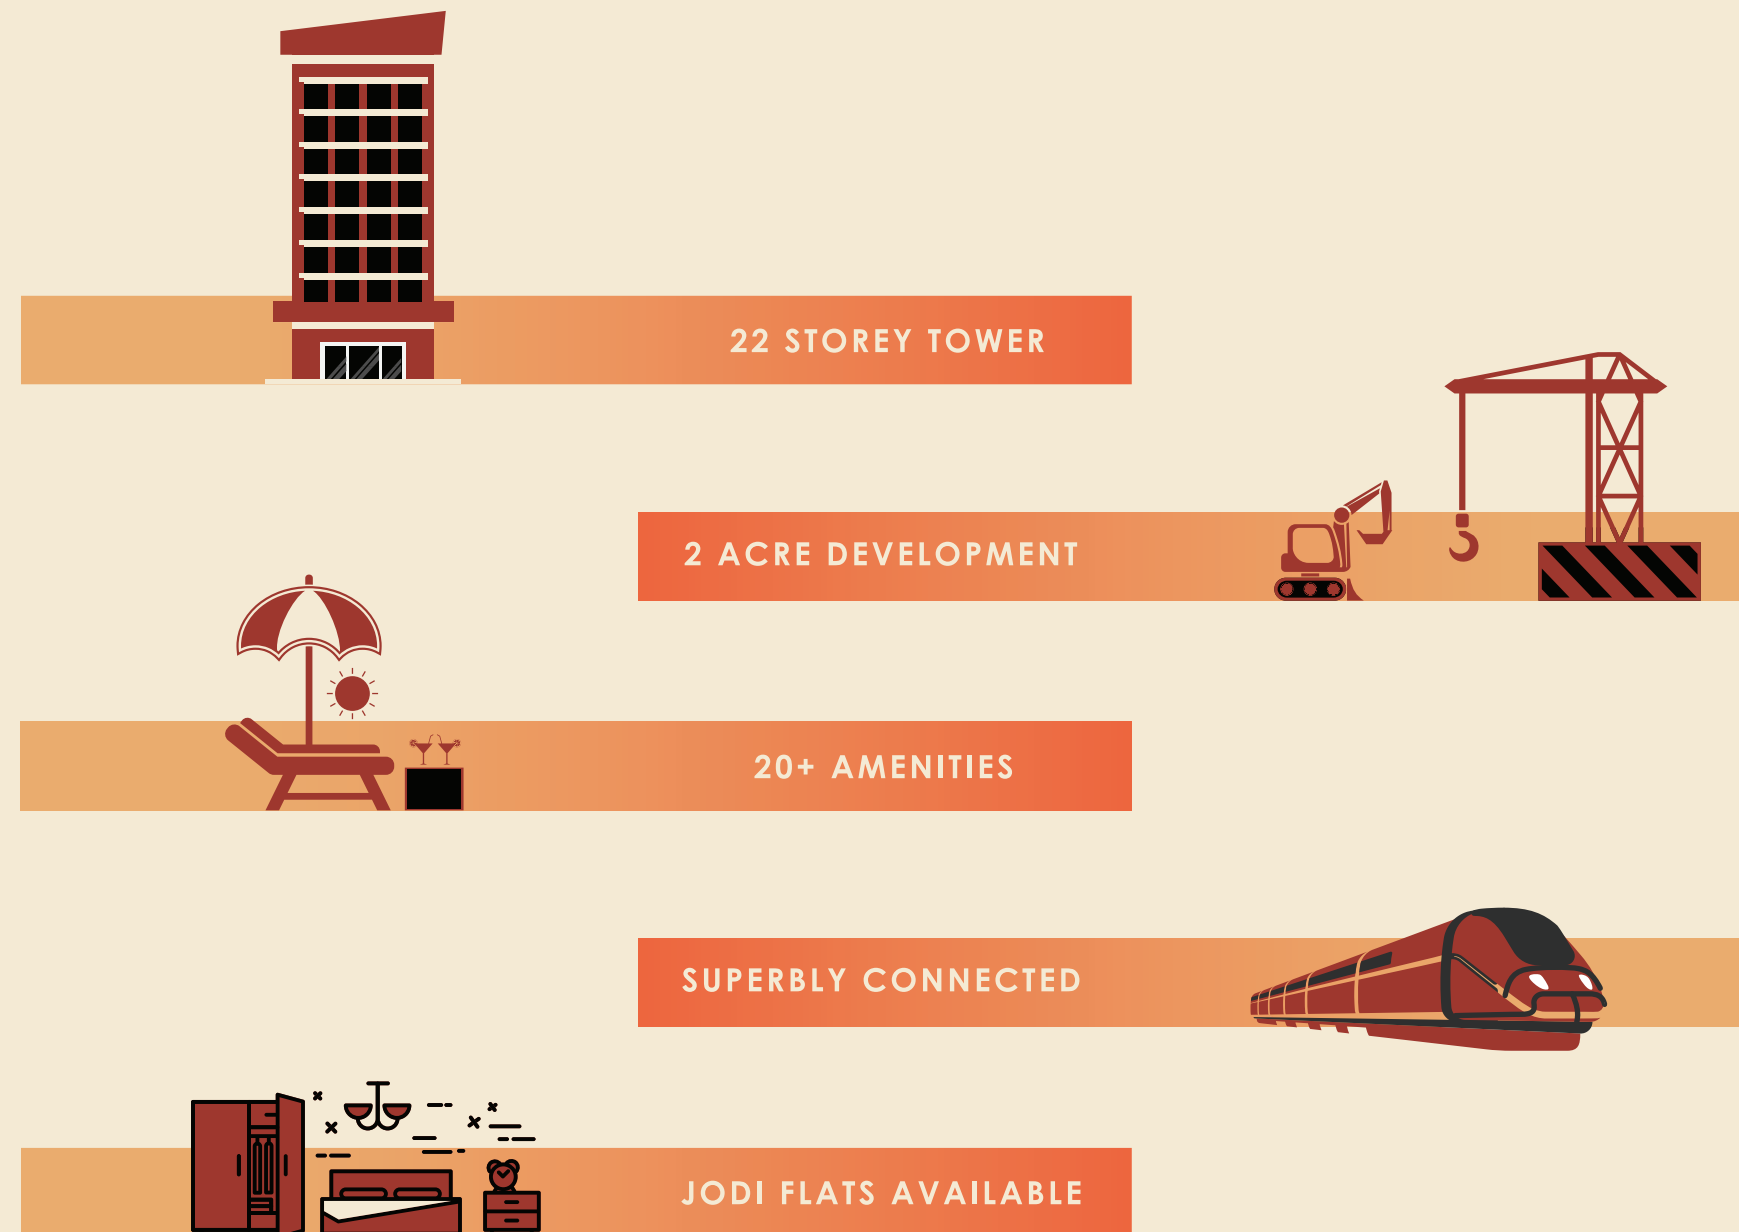 22 STOREY TOWER
2 ACRE DEVELOPMENT
20+ AMENITIES
SUPERBLY CONNECTED
JODI FLATS AVAILABLE